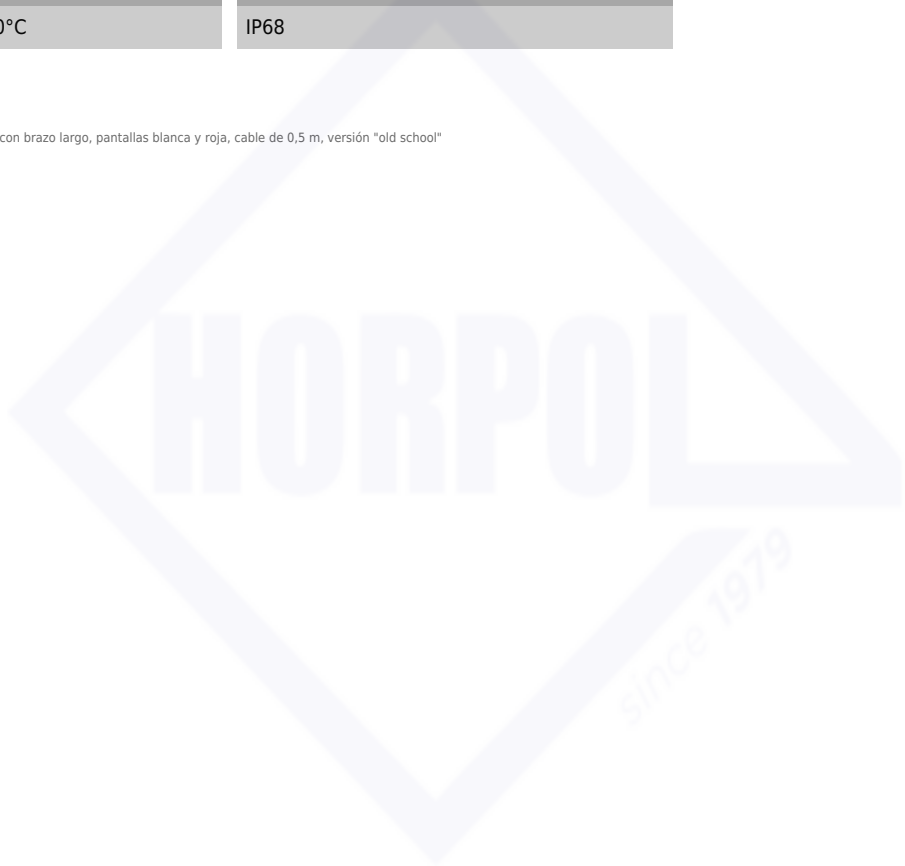 0°C IP68
con brazo largo, pantallas blanca y roja, cable de 0,5 m, versión "old school"
HORPOL
since 1979